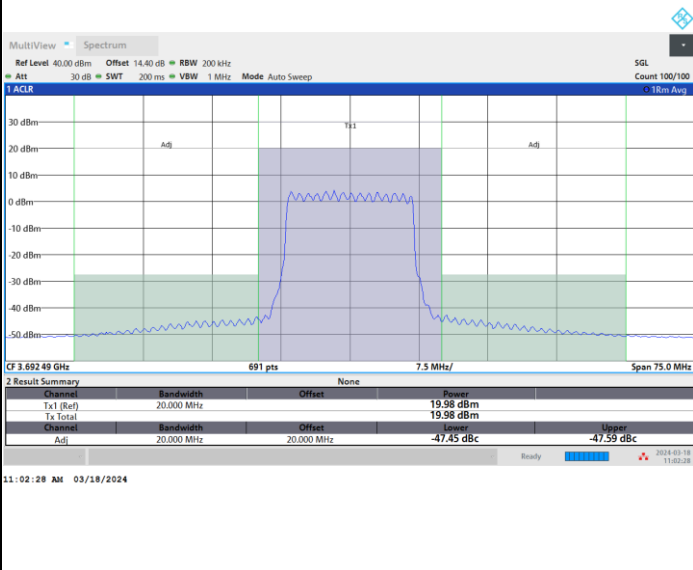 MultiView Spectrum
Ref Level 40.00 dBm Offset 14.40 dB RBW 200 kHz SGL
Att 30 dB SWT 200 ms VBW 1 MHz Mode Auto Sweep Count 100/100
1 ACLR 1Rm Avg
30 dBm
Tx1
20 dBm Adj Adj
10 dBm
0 dBm
-10 dBm
-20 dBm
-30 dBm
-40 dBm
-50 dBm
CF 3.692 49 GHz 691 pts 7.5 MHz/ Span 75.0 MHz
2 Result Summary None
Channel Bandwidth Offset Power
Tx1 (Ref) 20.000 MHz 19.98 dBm
Tx Total 19.98 dBm
Channel Bandwidth Offset Lower Upper
Adj 20.000 MHz 20.000 MHz -47.45 dBc -47.59 dBc
Ready 2024-03-18
11:02:28
11:02:28 AM 03/18/2024